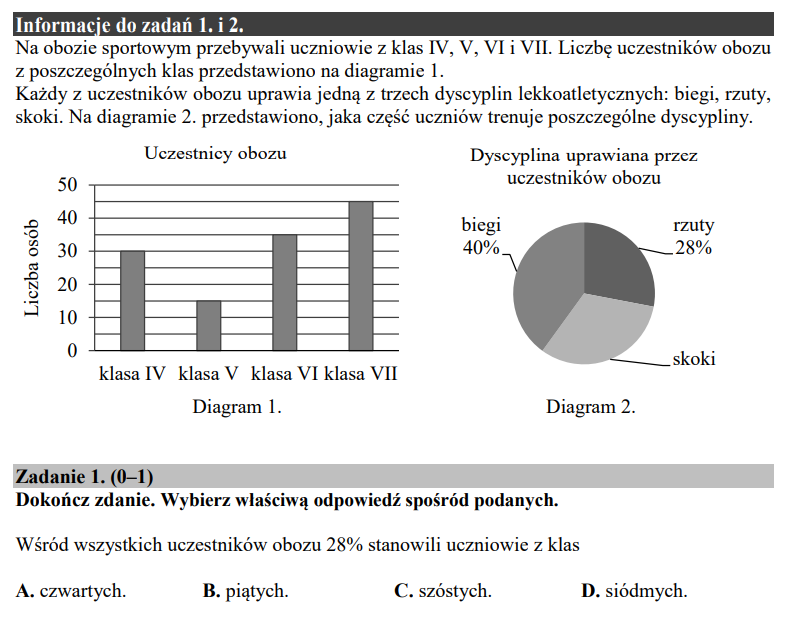 Informacje do zadań 1. i 2.
Na obozie sportowym przebywali uczniowie z klas IV, V, VI i VII. Liczbę uczestników obozu
z poszczególnych klas przedstawiono na diagramie 1.
Każdy z uczestników obozu uprawia jedną z trzech dyscyplin lekkoatletycznych: biegi, rzuty,
skoki. Na diagramie 2. przedstawiono, jaka część uczniów trenuje poszczególne dyscypliny.
Uczestnicy obozu
Liczba osób
50
40
30
20
10
0
klasa IV klasa V klasa VI klasa VII
Diagram 1.
Dyscyplina uprawiana przez
uczestników obozu
biegi
40%
rzuty
28%
skoki
Diagram 2.
Zadanie 1. (0–1)
Dokończ zdanie. Wybierz właściwą odpowiedź spośród podanych.
Wśród wszystkich uczestników obozu 28% stanowili uczniowie z klas
A. czwartych. B. piątych. C. szóstych. D. siódmych.